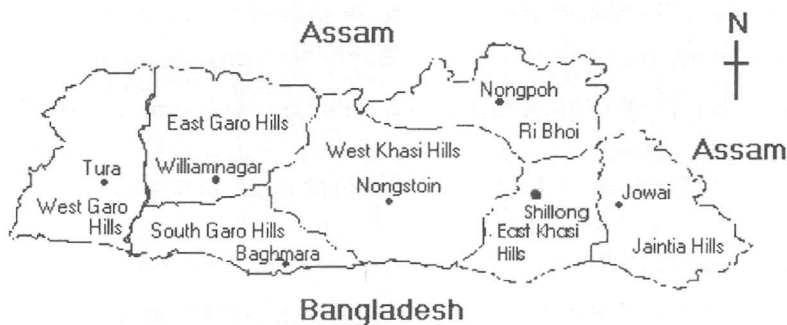 Assam
N
Nongpoh
East Garo Hills
Ri Bhoi
West Khasi Hills
Assam
Tura
Williamnagar
Nongstoin
Jowai
West Garo
Hills
Shillong
South Garo Hills
East Khasi
Hills
Baghmara
Jaintia Hills
Bangladesh